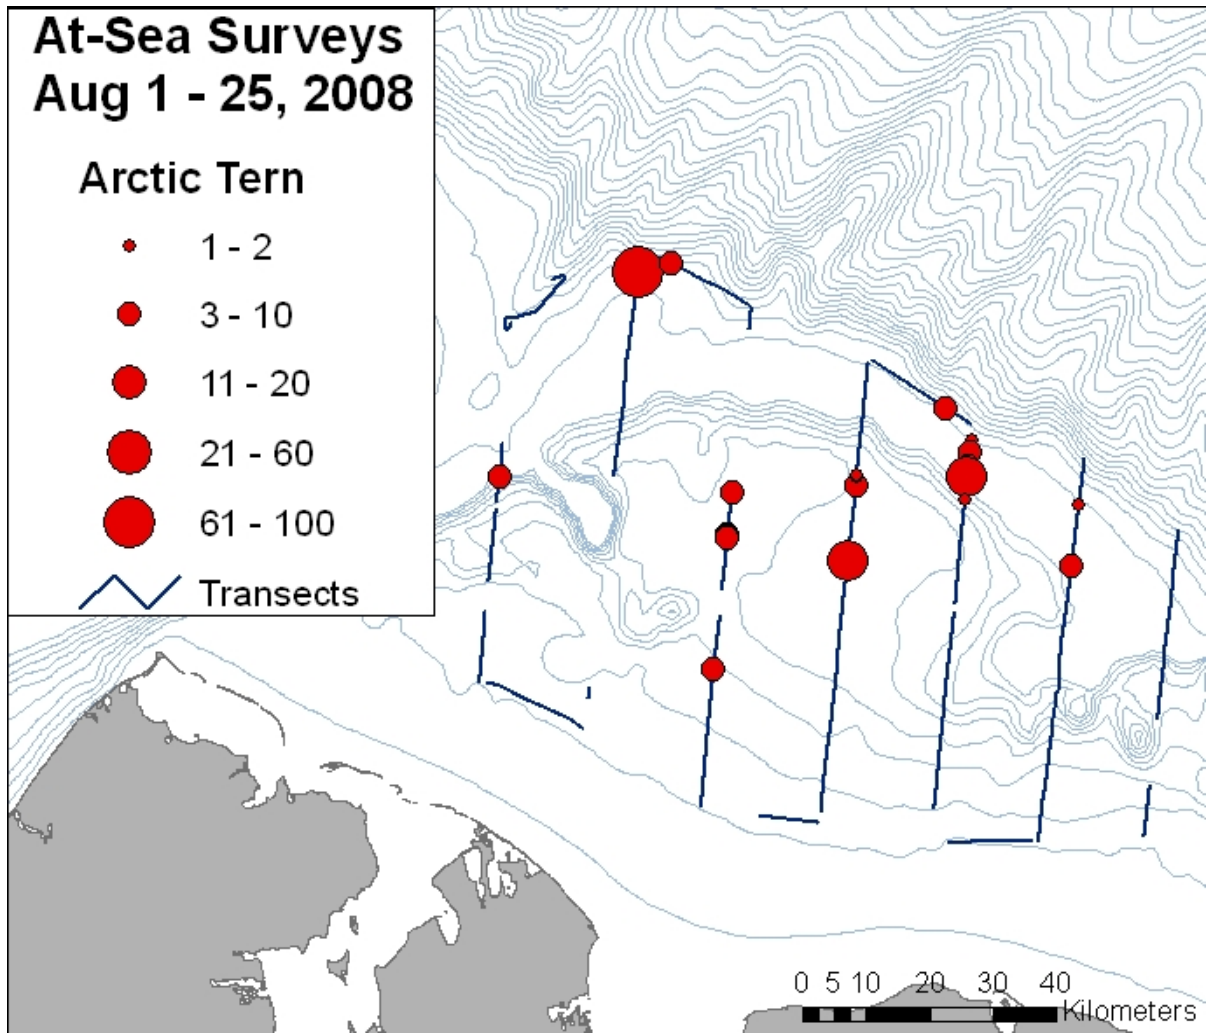 At-Sea Surveys
Aug 1 - 25, 2008
Arctic Tern
1 - 2
3 - 10
11 - 20
21 - 60
61 - 100
Transects
0 5 10 20 30 40
Kilometers